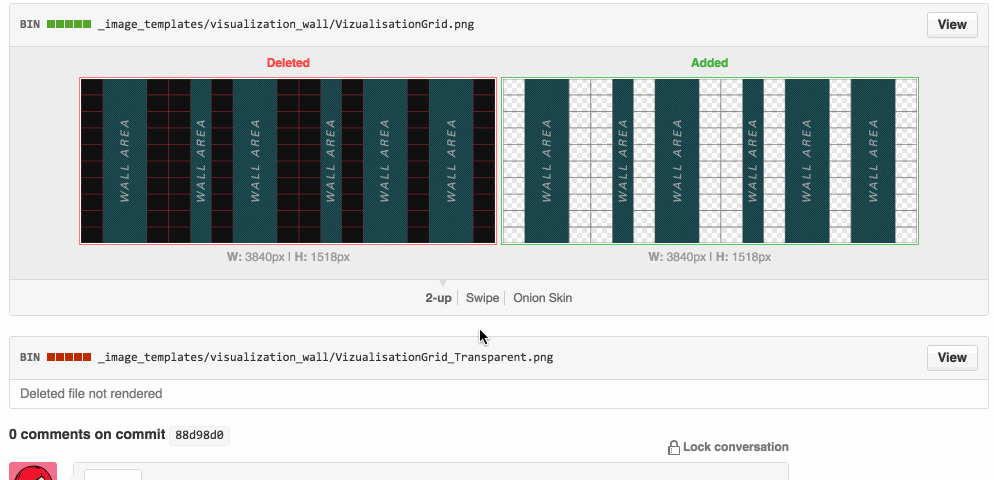 BIN _image_templates/visualization_wall/VizualisationGrid.png View
Deleted Added
WALL AREA WALL AREA WALL AREA WALL AREA WALL AREA WALL AREA WALL AREA WALL AREA WALL AREA WALL AREA WALL AREA WALL AREA
W: 3840px | H: 1518px W: 3840px | H: 1518px
2-up Swipe Onion Skin
BIN _image_templates/visualization_wall/VizualisationGrid_Transparent.png View
Deleted file not rendered
0 comments on commit 88d98d0
Lock conversation